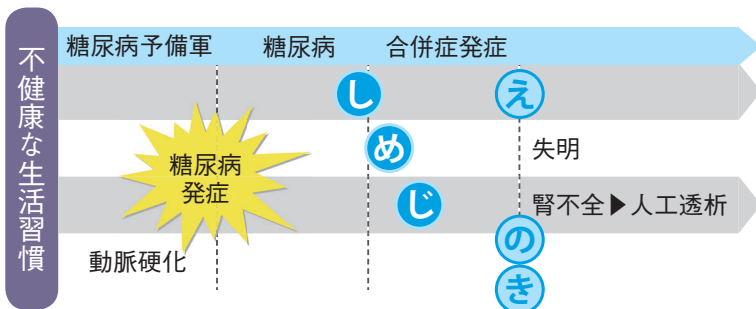 不健康な生活習慣
糖尿病予備軍
糖尿病
合併症発症
し
え
糖尿病
発症
め
失明
じ
腎不全▶人工透析
の
動脈硬化
き